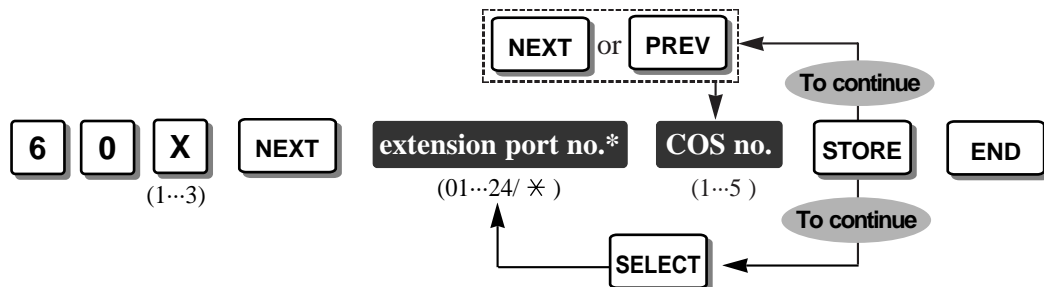 NEXT or PREV
To continue
6 0 X NEXT extension port no.* COS no. STORE END
(1···3) (01···24/ ✳ ) (1···5 )
To continue
SELECT